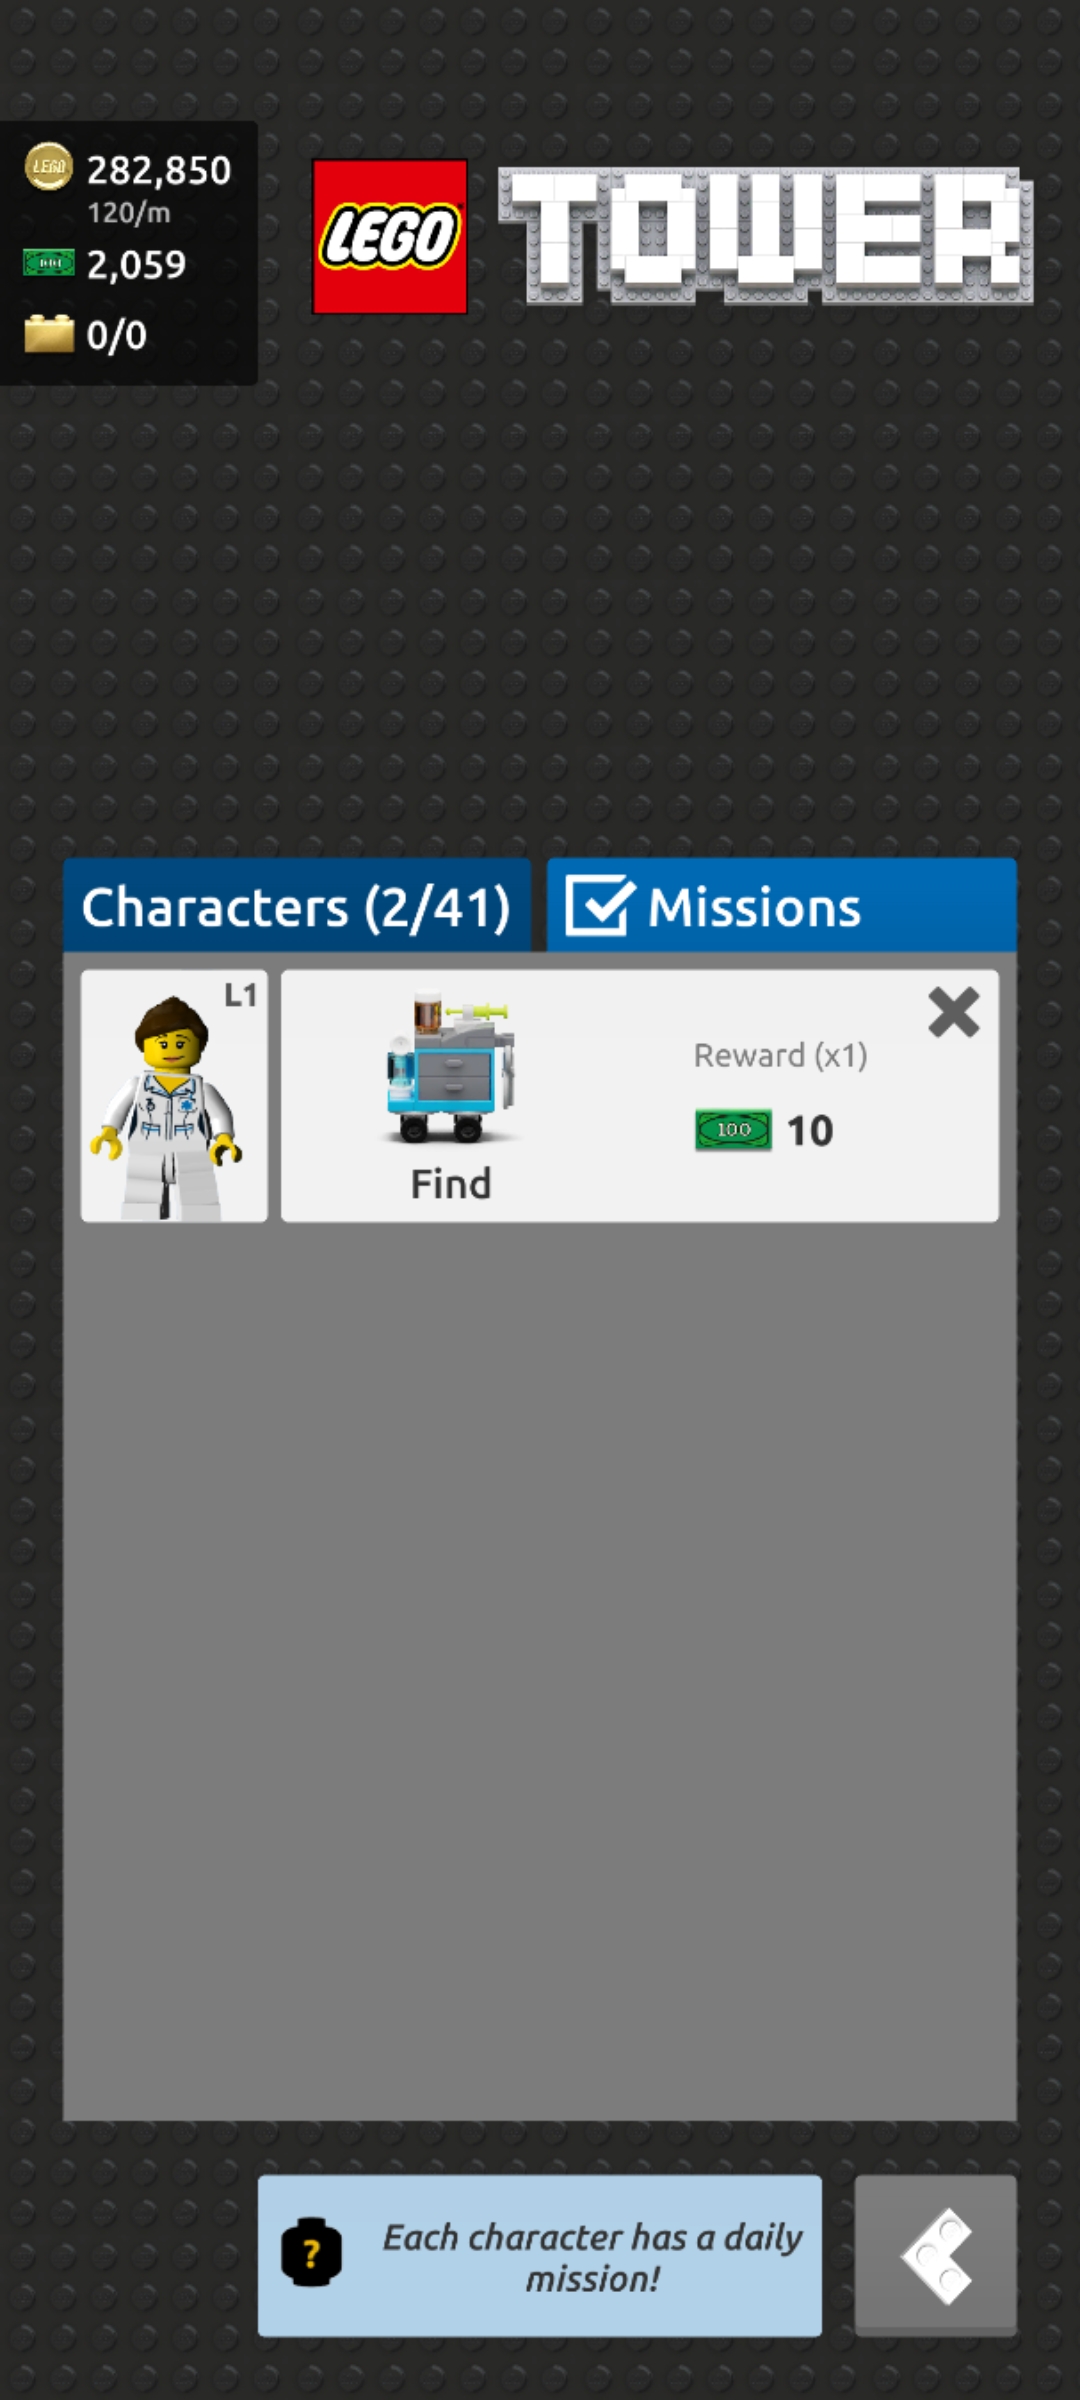 LEGO
282,850
120/m
2,059
0/0
LEGO
TOWER
Characters (2/41)
Missions
L1
Reward (x1)
100
10
Find
?
Each character has a daily
mission!